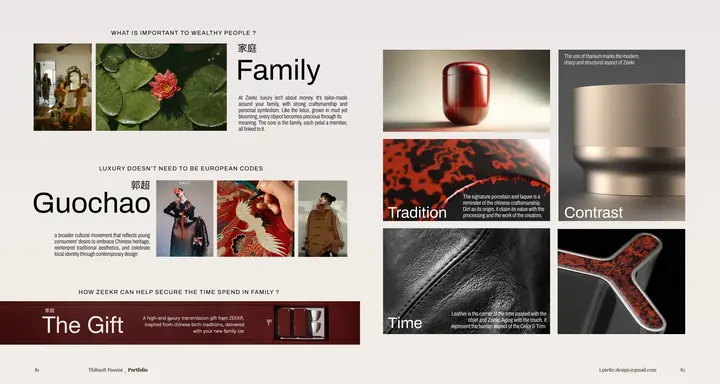 WHAT IS IMPORTANT TO WEALTHY PEOPLE ?
家庭
Family
At Zeekr, luxury isn't about money. It's tailor-made
around your family, with strong craftsmanship and
personal symbolism. Like the lotus, grown in mud yet
blooming, every object becomes precious through its
meaning. The core is the family, each petal a member,
all linked to it.
LUXURY DOESN'T NEED TO BE EUROPEAN CODES
郭超
Guochao
a broader cultural movement that reflects young
consumers' desire to embrace Chinese heritage,
reinterpret traditional aesthetics, and celebrate
local identity through contemporary design
HOW ZEEKR CAN HELP SECURE THE TIME SPEND IN FAMILY ?
家庭
The Gift
A high-end luxury transmission gift from ZEEKR,
inspired from chinese birth traditions, delivered
with your new family car
81
Thibault Passini _ Portfolio
The signature porcelain and laquer is a
reminder of the chinese craftsmanship.
Dirt as its origin, it claim its value with the
processing and the work of the creators.
Tradition
The use of titanium marks the modern,
sharp and structural aspect of Zeekr.
Contrast
Leather is the carrier of the time passed with the
objet and Zeekr. Aging with the touch, it
represent the human aspect of the Color & Trim.
Time
82